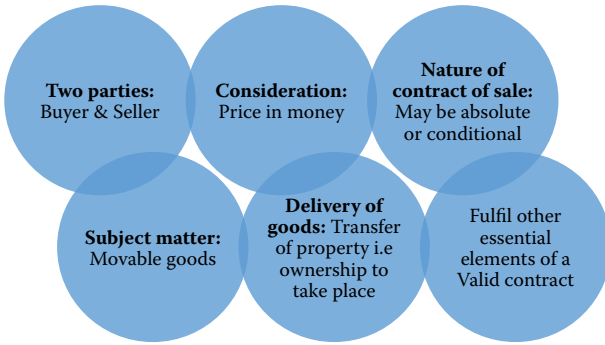 Two parties:
Buyer & Seller
Consideration:
Price in money
Nature of
contract of sale:
May be absolute
or conditional
Subject matter:
Movable goods
Delivery of
goods: Transfer
of property i.e
ownership to
take place
Fulfil other
essential
elements of a
Valid contract